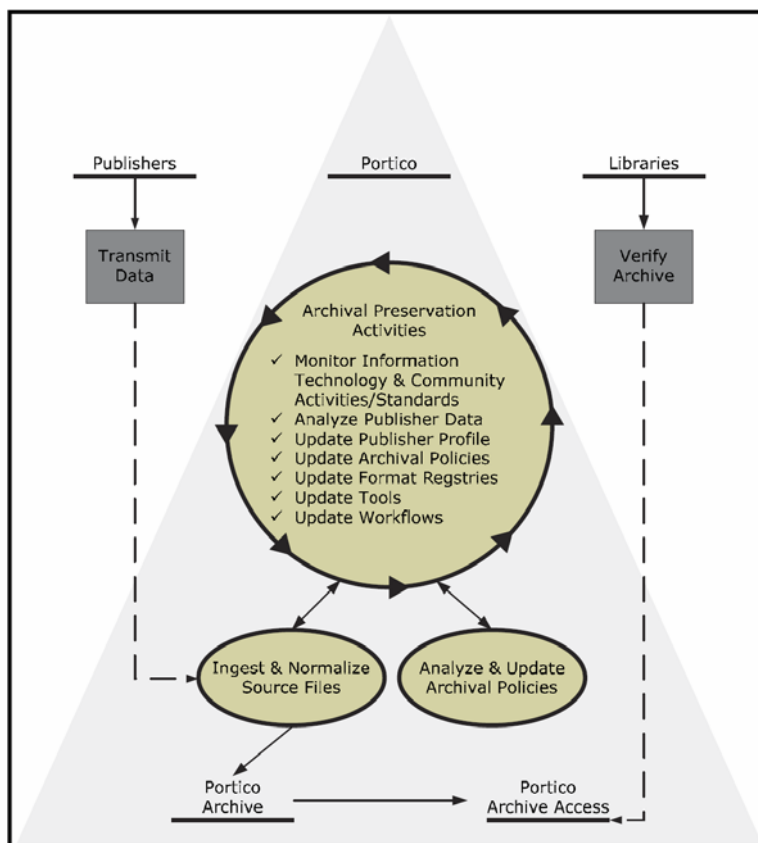 Publishers
Portico
Libraries
Transmit
Data
Verify
Archive
Archival Preservation
Activities
✓ Monitor Information
Technology & Community
Activities/Standards
✓ Analyze Publisher Data
✓ Update Publisher Profile
✓ Update Archival Policies
✓ Update Format Regstries
✓ Update Tools
✓ Update Workflows
Ingest & Normalize
Source Files
Analyze & Update
Archival Policies
Portico
Archive
Portico
Archive Access